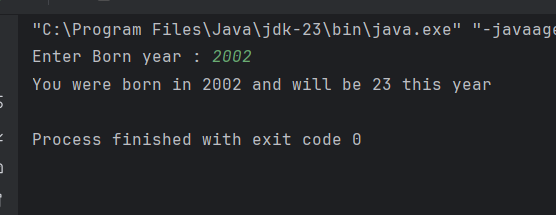 "C:\Program Files\Java\jdk-23\bin\java.exe" "-javaage
Enter Born year : 2002
You were born in 2002 and will be 23 this year
Process finished with exit code 0